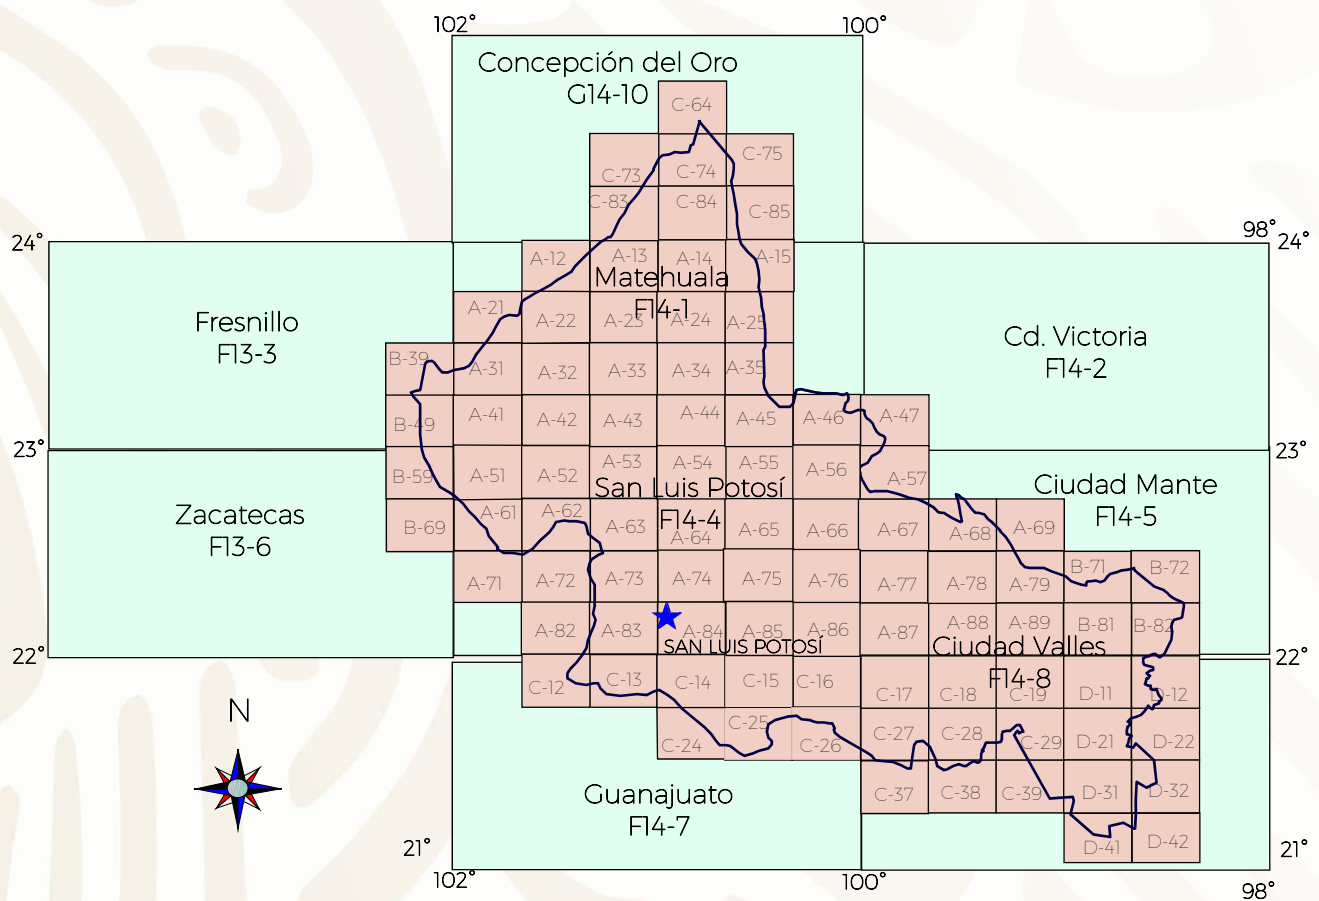 102°
100°
Concepción del Oro
G14-10
C-64
C-73
C-74
C-75
C-83
C-84
C-85
24°
98°
24°
A-12
A-13
A-14
A-15
Matehuala
F14-1
A-21
A-22
A-23
A-24
A-25
Fresnillo
F13-3
Cd. Victoria
F14-2
B-39
A-31
A-32
A-33
A-34
A-35
B-49
A-41
A-42
A-43
A-44
A-45
A-46
A-47
23°
23°
B-59
A-51
A-52
A-53
A-54
A-55
A-56
A-57
San Luis Potosí
F14-4
Ciudad Mante
F14-5
Zacatecas
F13-6
B-69
A-61
A-62
A-63
A-64
A-65
A-66
A-67
A-68
A-69
A-71
A-72
A-73
A-74
A-75
A-76
A-77
A-78
A-79
B-71
B-72
A-82
A-83
A-84
A-85
A-86
A-87
A-88
A-89
B-81
B-82
SAN LUIS POTOSÍ
Ciudad Valles
F14-8
22°
22°
C-12
C-13
C-14
C-15
C-16
C-17
C-18
C-19
D-11
D-12
N
C-24
C-25
C-26
C-27
C-28
C-29
D-21
D-22
Guanajuato
F14-7
C-37
C-38
C-39
D-31
D-32
D-41
D-42
21°
21°
102°
100°
98°